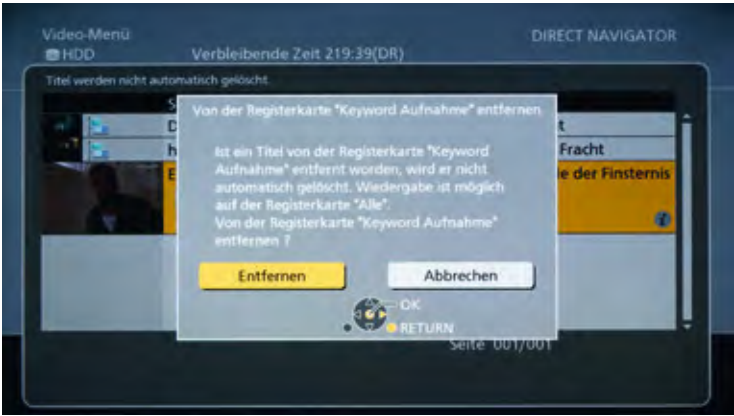 Video-Menü
DIRECT NAVIGATOR
HDD
Verbleibende Zeit 219:39(DR)
Titel werden nicht automatisch gelöscht
S
Von der Registerkarte "Keyword Aufnahme" entfernen
D
t
h
Fracht
E
le der Finsternis
Ist ein Titel von der Registerkarte "Keyword
Aufnahme" entfernt worden, wird er nicht
automatisch gelöscht. Wiedergabe ist möglich
auf der Registerkarte "Alle".
Von der Registerkarte "Keyword Aufnahme"
entfernen ?
i
Entfernen
Abbrechen
OK
RETURN
Seite 001/001